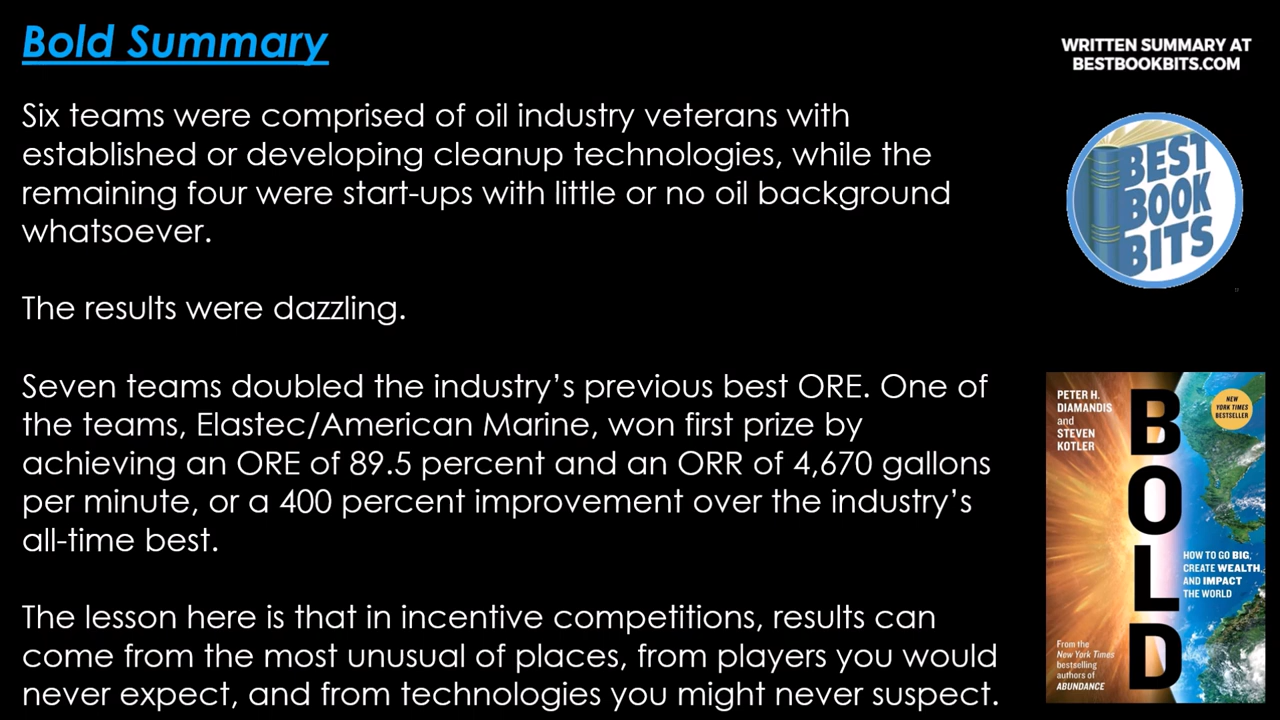 Bold Summary
WRITTEN SUMMARY AT
BESTBOOKBITS.COM
Six teams were comprised of oil industry veterans with
established or developing cleanup technologies, while the
remaining four were start-ups with little or no oil background
whatsoever.
The results were dazzling.
Seven teams doubled the industry’s previous best ORE. One of
the teams, Elastec/American Marine, won first prize by
achieving an ORE of 89.5 percent and an ORR of 4,670 gallons
per minute, or a 400 percent improvement over the industry’s
all-time best.
The lesson here is that in incentive competitions, results can
come from the most unusual of places, from players you would
never expect, and from technologies you might never suspect.
BEST
BOOK
BITS
PETER H.
DIAMANDIS
and
STEVEN
KOTLER
NEW
YORK TIMES
BESTSELLER
BOLD
HOW TO GO BIG,
CREATE WEALTH,
AND IMPACT
THE WORLD
From the
New York Times
bestselling
authors of
ABUNDANCE